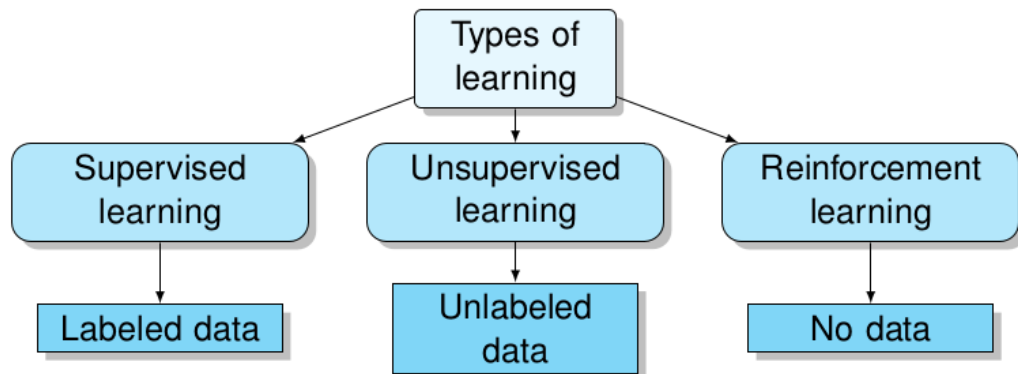 Types of
learning
Supervised
learning
Unsupervised
learning
Reinforcement
learning
Labeled data
Unlabeled
data
No data